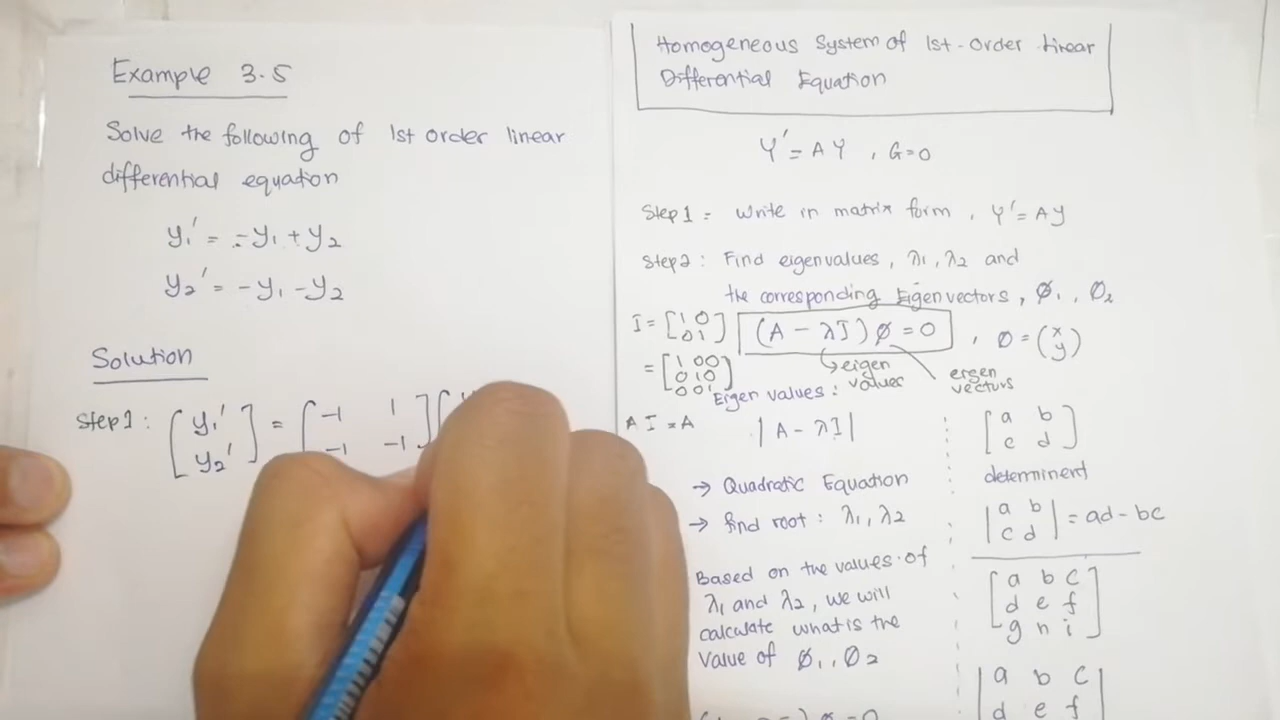 Example 3.5
Solve the following of 1st order linear
differential equation
y₁' = -y₁ + y₂
y₂' = -y₁ - y₂
Solution
Step 1 : [y₁' y₂'] = [-1 1
-1 -1] [
Homogeneous System of 1st-Order Linear
Differential Equation
Y' = AY , G=0
Step 1 = Write in matrix form , Y' = AY
Step 2 : Find eigenvalues , λ₁, λ₂ and
the corresponding Eigenvectors , Ø₁ , Ø₂
I = [1 0
0 1]
(A - λI) Ø = 0 , Ø = (x y)
= [1 0 0
0 1 0
0 0 1]
eigen
values
eigen
vectors
Eigen values :
AI = A
|A - λI|
→ Quadratic Equation
→ find root : λ₁, λ₂
Based on the values of
λ₁ and λ₂, we will
calculate what is the
value of Ø₁, Ø₂
[a b
c d]
determinent
|a b
c d| = ad - bc
[a b c
d e f
g h i]
|a b c|
d e f